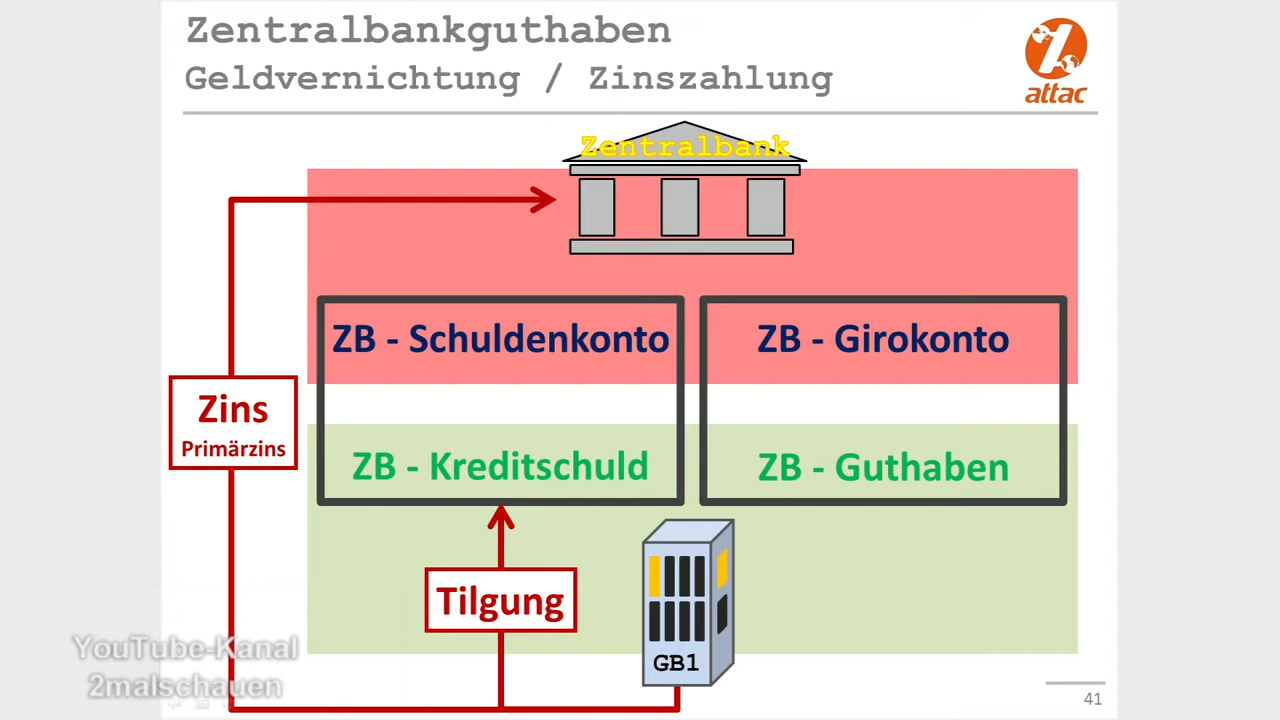 Zentralbankguthaben
Geldvernichtung / Zinszahlung
attac
Zentralbank
ZB - Schuldenkonto
ZB - Girokonto
Zins
Primärzins
ZB - Kreditschuld
ZB - Guthaben
Tilgung
GB1
YouTube-Kanal
2malschauen
41